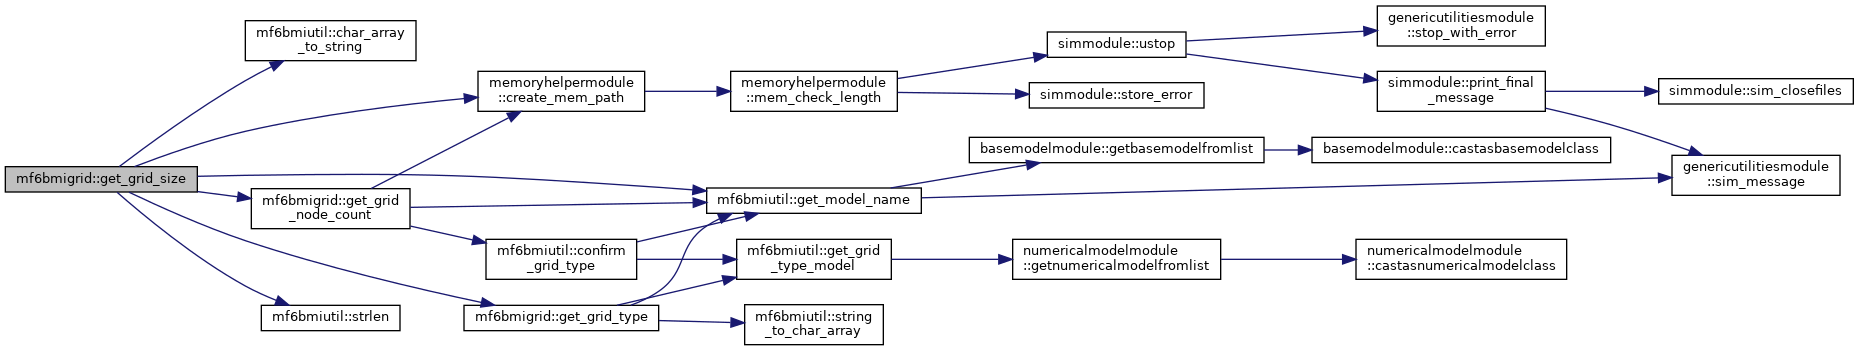 mf6bmigrid::get_grid_size
mf6bmiutil::char_array
_to_string
memoryhelpermodule
::create_mem_path
mf6bmigrid::get_grid
_node_count
mf6bmiutil::strlen
mf6bmiutil::confirm
_grid_type
mf6bmigrid::get_grid_type
memoryhelpermodule
::mem_check_length
mf6bmiutil::get_model_name
mf6bmiutil::get_grid
_type_model
mf6bmiutil::string
_to_char_array
simmodule::ustop
simmodule::store_error
basemodelmodule::getbasemodelfromlist
numericalmodelmodule
::getnumericalmodelfromlist
genericutilitiesmodule
::stop_with_error
simmodule::print_final
_message
basemodelmodule::castasbasemodelclass
numericalmodelmodule
::castasnumericalmodelclass
simmodule::sim_closefiles
genericutilitiesmodule
::sim_message